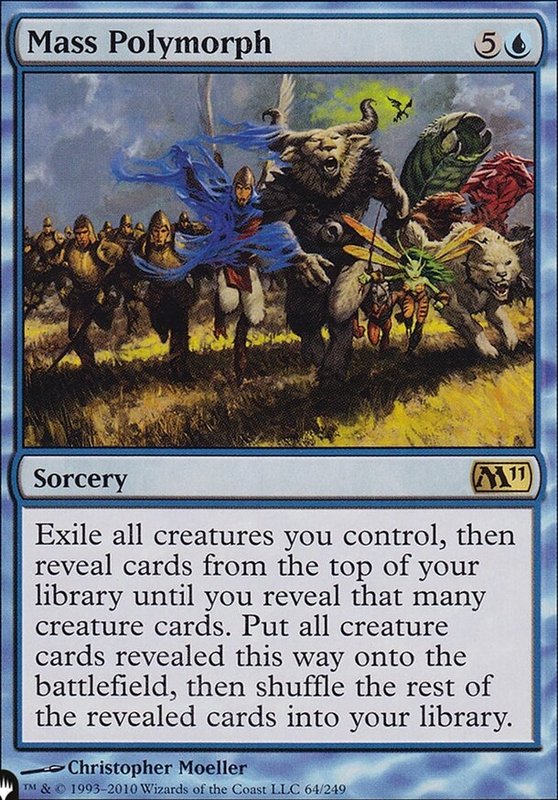 Mass Polymorph 5
Sorcery M11
Exile all creatures you control, then
reveal cards from the top of your
library until you reveal that many
creature cards. Put all creature
cards revealed this way onto the
battlefield, then shuffle the rest of
the revealed cards into your library.
Christopher Moeller
™ & © 1993–2010 Wizards of the Coast LLC 64/249